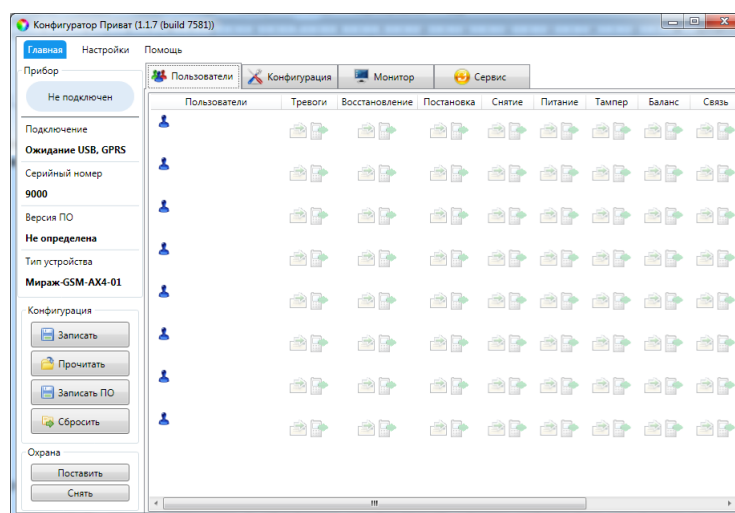 Конфигуратор Приват (1.1.7 (build 7581))
Главная Настройки Помощь
Прибор
Не подключен
Подключение
Ожидание USB, GPRS
Серийный номер
9000
Версия ПО
Не определена
Тип устройства
Мираж-GSM-AX4-01
Конфигурация
Записать
Прочитать
Записать ПО
Сбросить
Охрана
Поставить
Снять
Пользователи Конфигурация Монитор Сервис
Пользователи Тревоги Восстановление Постановка Снятие Питание Тампер Баланс Связь